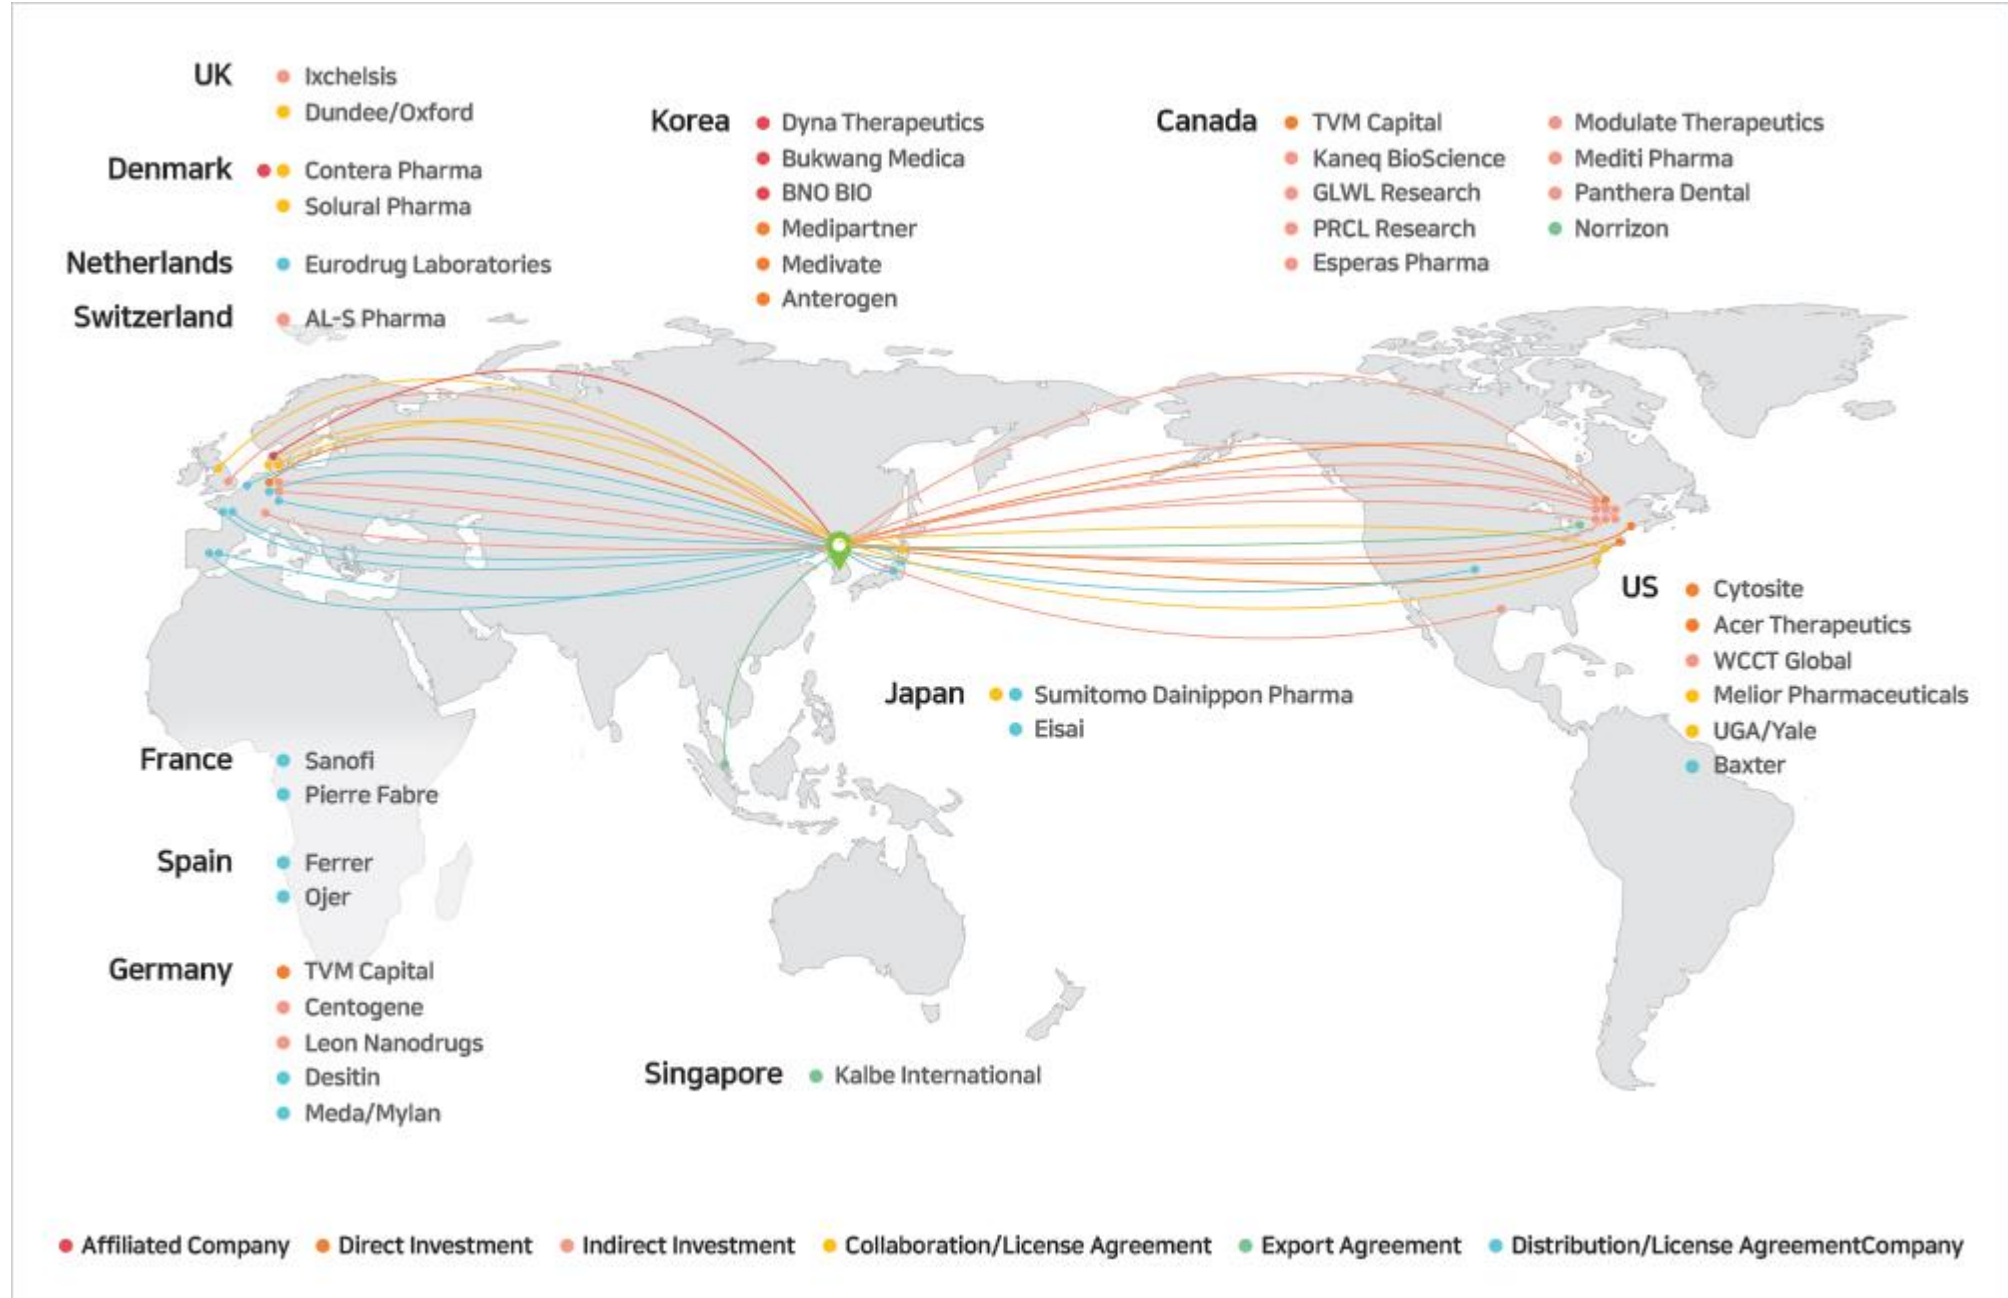 UK
Ixchelsis
Dundee/Oxford
Denmark
Contera Pharma
Solural Pharma
Netherlands
Eurodrug Laboratories
Switzerland
AL-S Pharma
Korea
Dyna Therapeutics
Bukwang Medica
BNO BIO
Medipartner
Medivate
Anterogen
Canada
TVM Capital
Kaneq BioScience
GLWL Research
PRCL Research
Esperas Pharma
Modulate Therapeutics
Mediti Pharma
Panthera Dental
Norrizon
US
Cytosite
Acer Therapeutics
WCCT Global
Melior Pharmaceuticals
UGA/Yale
Baxter
Japan
Sumitomo Dainippon Pharma
Eisai
France
Sanofi
Pierre Fabre
Spain
Ferrer
Ojer
Germany
TVM Capital
Centogene
Leon Nanodrugs
Desitin
Meda/Mylan
Singapore
Kalbe International
Affiliated Company
Direct Investment
Indirect Investment
Collaboration/License Agreement
Export Agreement
Distribution/License AgreementCompany